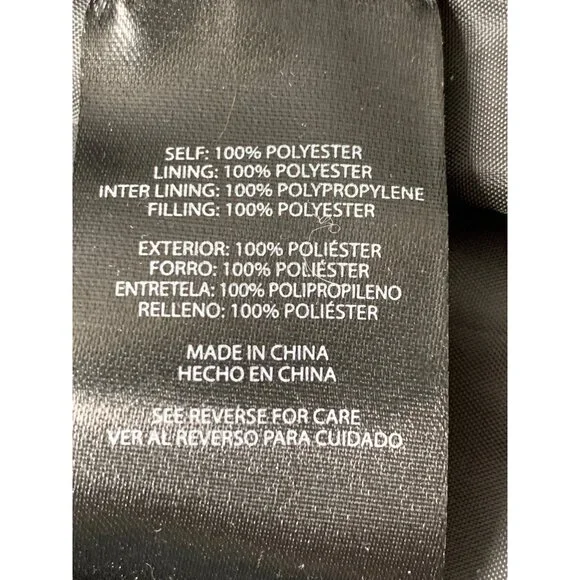 SELF: 100% POLYESTER
LINING: 100% POLYESTER
INTER LINING: 100% POLYPROPYLENE
FILLING: 100% POLYESTER
EXTERIOR: 100% POLIÉSTER
FORRO: 100% POLIÉSTER
ENTRETELA: 100% POLIPROPILENO
RELLENO: 100% POLIÉSTER
MADE IN CHINA
HECHO EN CHINA
SEE REVERSE FOR CARE
VER AL REVERSO PARA CUIDADO